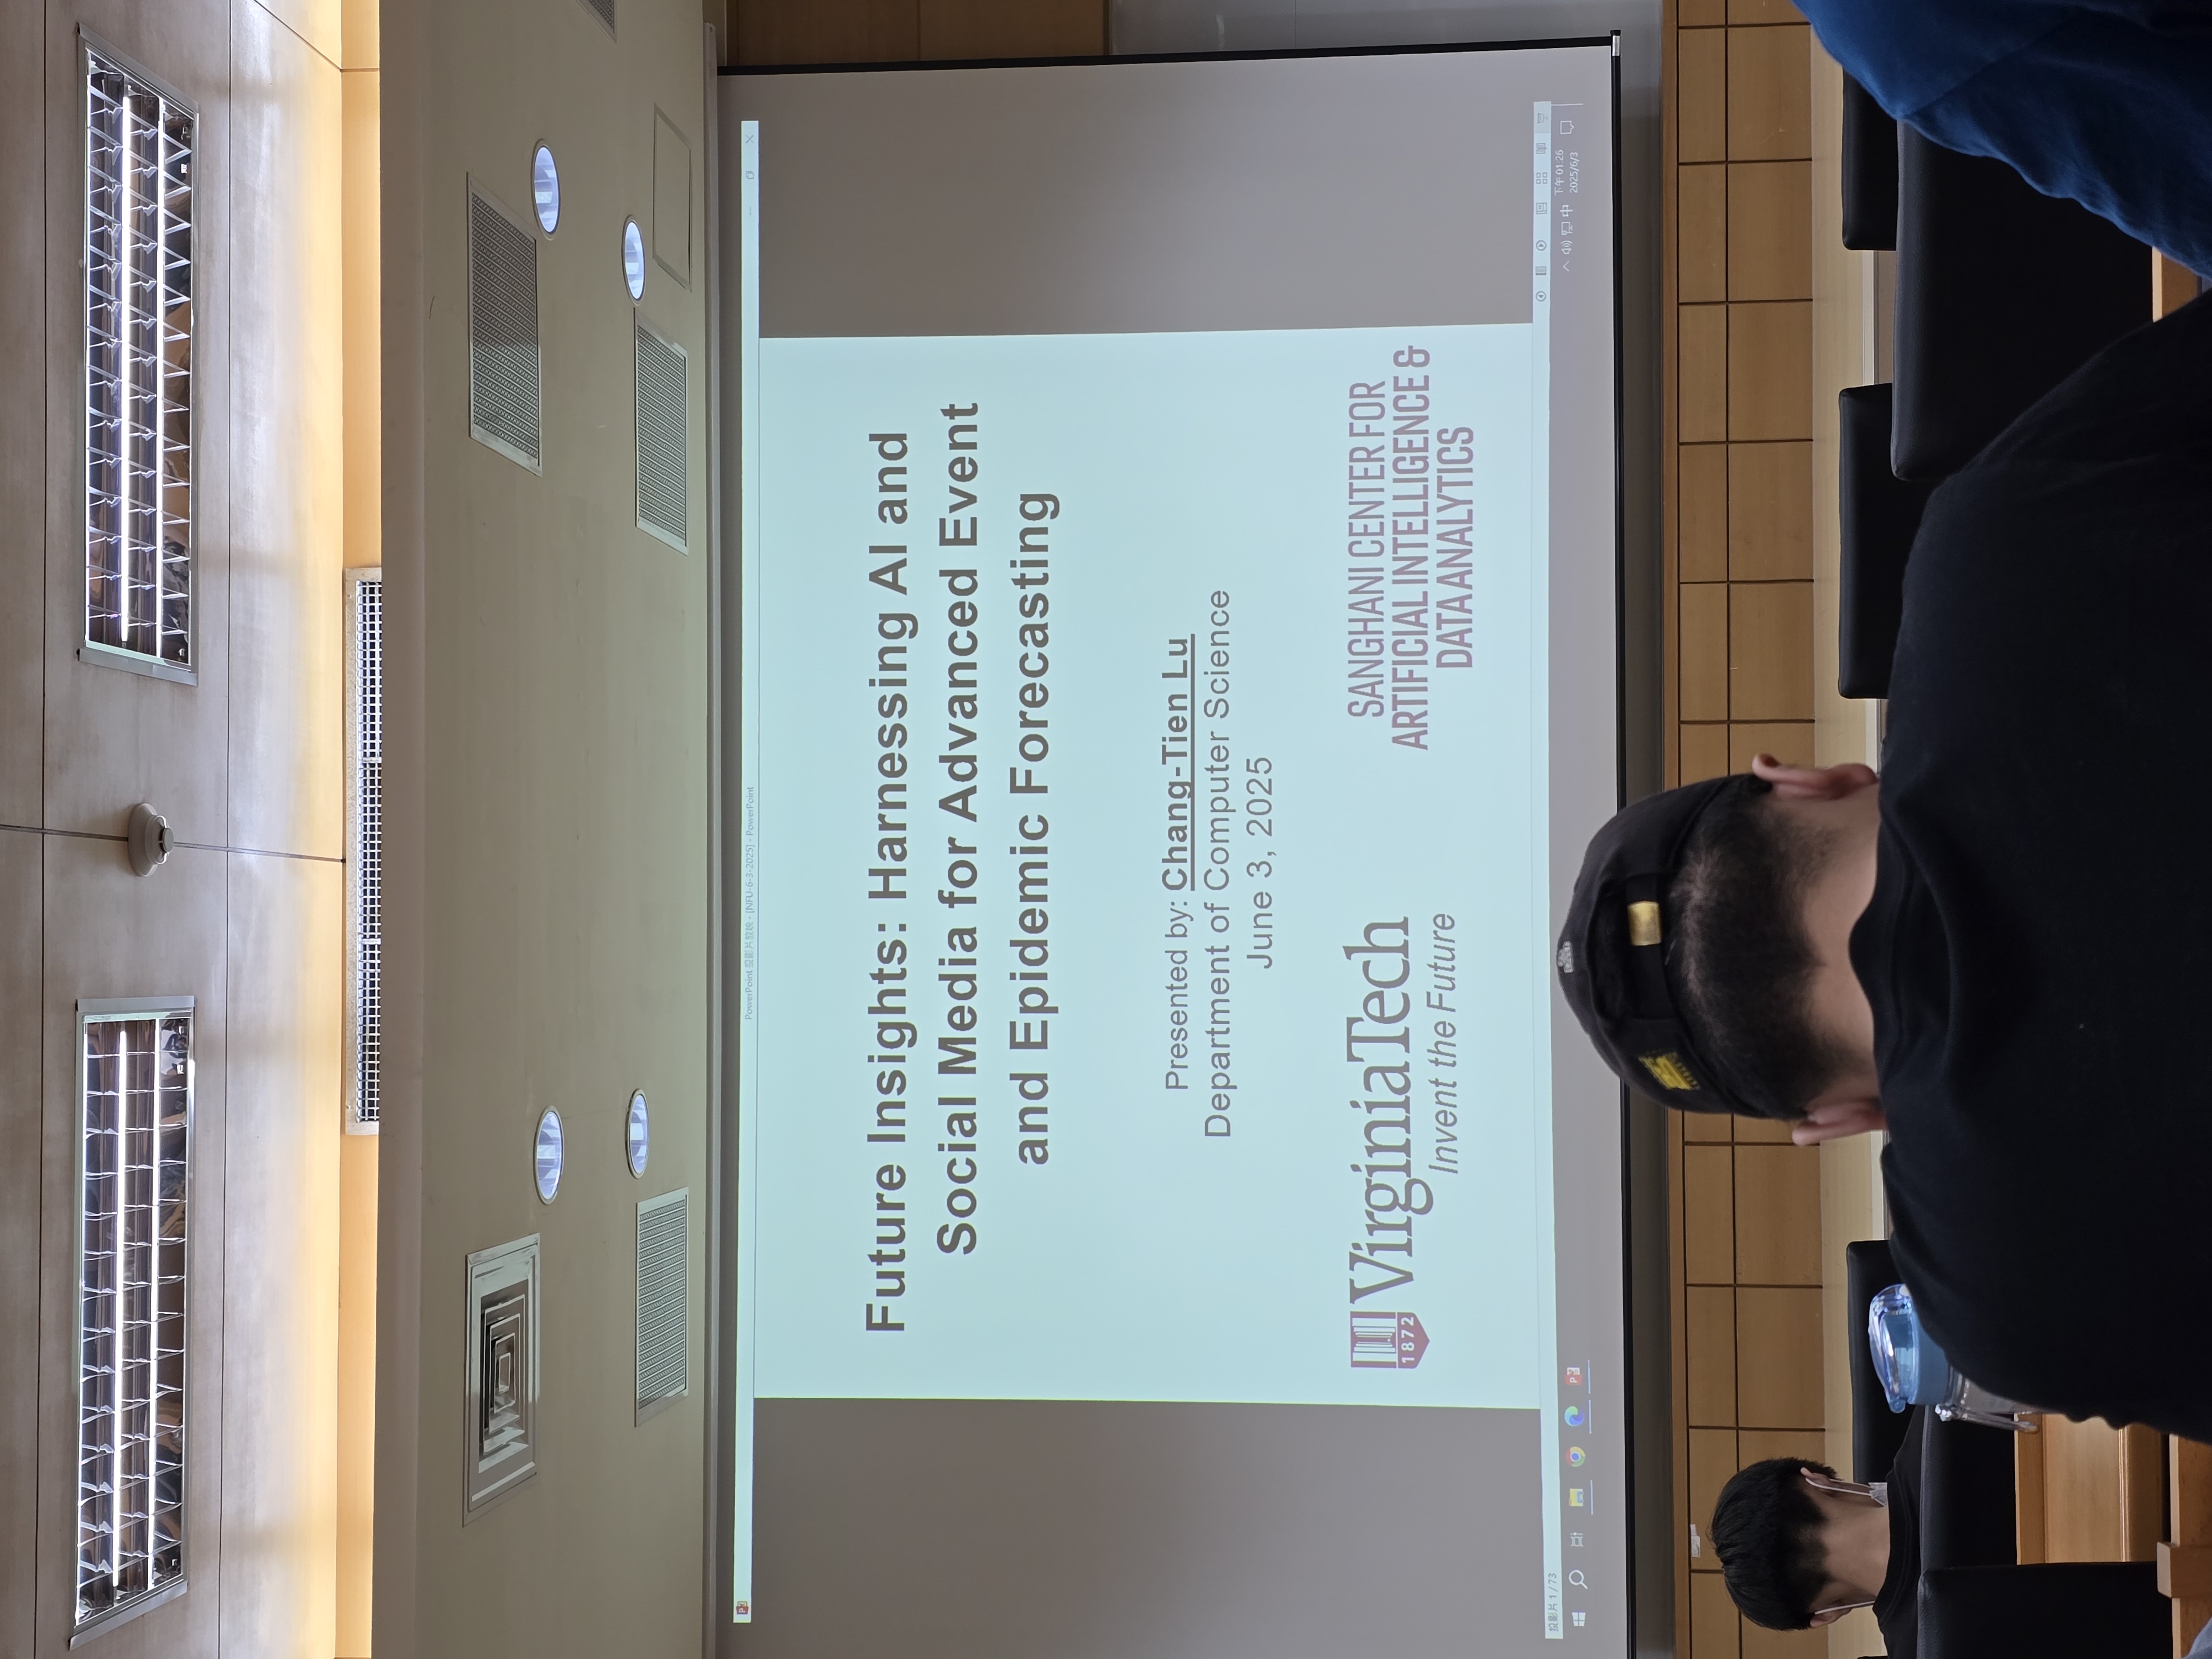 PowerPoint 投影片放映 - [NFU-6-3-2025] - PowerPoint
Future Insights: Harnessing AI and
Social Media for Advanced Event
and Epidemic Forecasting
Presented by: Chang-Tien Lu
Department of Computer Science
June 3, 2025
1872
VirginiaTech
Invent the Future
SANGHANI CENTER FOR
ARTIFICIAL INTELLIGENCE &
DATA ANALYTICS
投影片 1 / 73
中
下午 01:26
2025/6/3